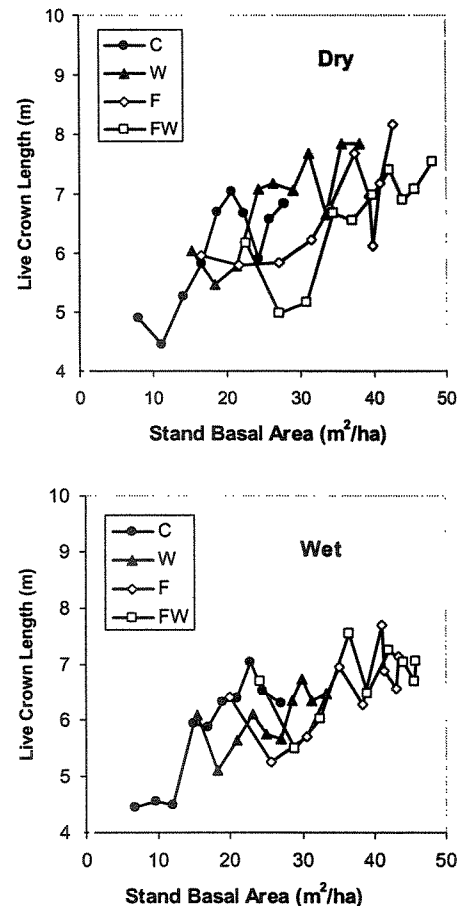 10
9
8
7
6
5
4
Live Crown Length (m)
C
W
F
FW
Dry
0 10 20 30 40 50
Stand Basal Area (m²/ha)
10
9
8
7
6
5
4
Live Crown Length (m)
C
W
F
FW
Wet
0 10 20 30 40 50
Stand Basal Area (m²/ha)